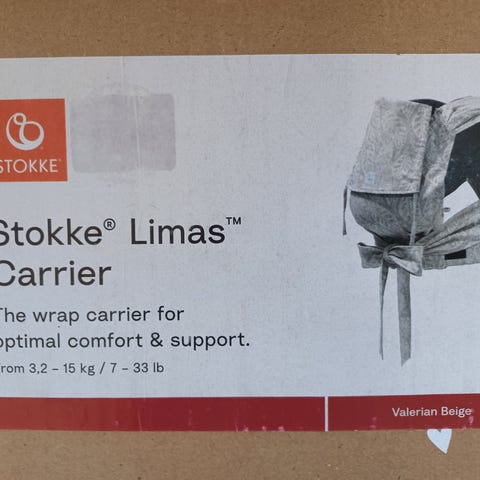 STOKKE
Stokke® Limas™
Carrier
The wrap carrier for
optimal comfort & support.
From 3,2 – 15 kg / 7 – 33 lb
Valerian Beige